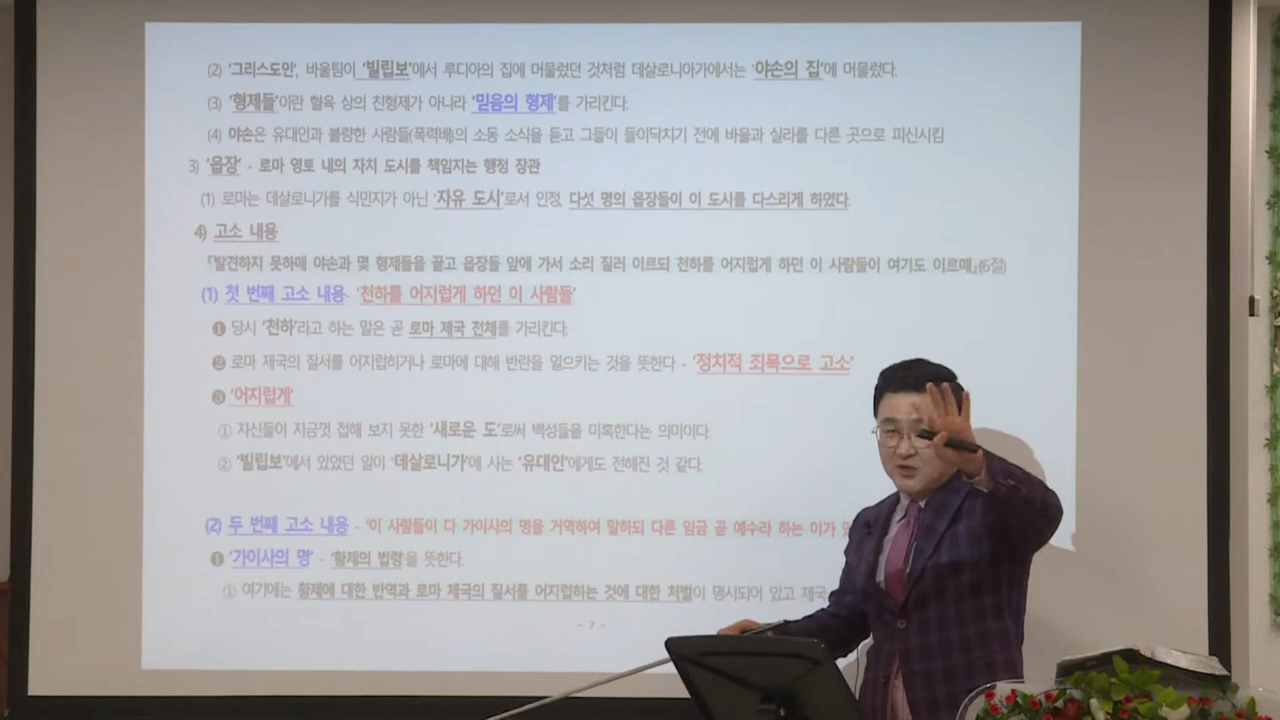 (2) '그리스도인', 바울팀이 '빌립보'에서 루디아의 집에 머물렀던 것처럼 데살로니아가에서는 '야손의 집'에 머물렀다.
(3) '형제들'이란 혈육 상의 친형제가 아니라 '믿음의 형제'를 가리킨다.
(4) 야손은 유대인과 불량한 사람들(폭력배)의 소동 소식을 듣고 그들이 들이닥치기 전에 바울과 실라를 다른 곳으로 피신시킴
3) '읍장' - 로마 영토 내의 자치 도시를 책임지는 행정 장관
(1) 로마는 데살로니가를 식민지가 아닌 '자유 도시'로서 인정, 다섯 명의 읍장들이 이 도시를 다스리게 하였다.
4) 고소 내용
『발견하지 못하매 야손과 몇 형제들을 끌고 읍장들 앞에 가서 소리 질러 이르되 천하를 어지럽게 하던 이 사람들이 여기도 이르매』(6절)
(1) 첫 번째 고소 내용- '천하를 어지럽게 하던 이 사람들'
❶ 당시 '천하'라고 하는 말은 곧 로마 제국 전체를 가리킨다.
❷ 로마 제국의 질서를 어지럽히거나 로마에 대해 반란을 일으키는 것을 뜻한다 - '정치적 죄목으로 고소'
❸ '어지럽게'
① 자신들이 지금껏 접해 보지 못한 '새로운 도'로써 백성들을 미혹한다는 의미이다.
② '빌립보'에서 있었던 일이 '데살로니가'에 사는 '유대인'에게도 전해진 것 같다.
(2) 두 번째 고소 내용 - '이 사람들이 다 가이사의 명을 거역하여 말하되 다른 임금 곧 예수라 하는 이가
❶ '가이사의 명' - '황제의 법령'을 뜻한다.
① 여기에는 황제에 대한 반역과 로마 제국의 질서를 어지럽히는 것에 대한 처벌이 명시되어 있고 제국
- 7 -